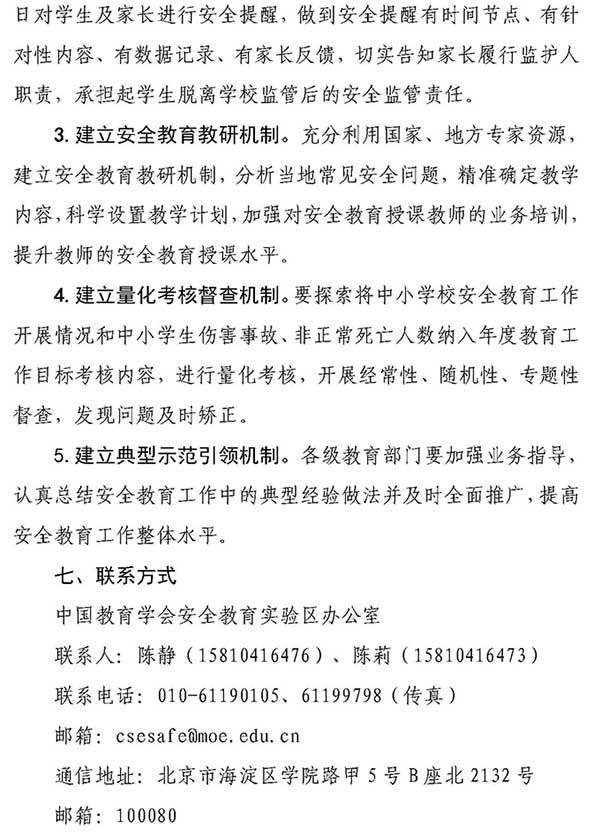 日对学生及家长进行安全提醒，做到安全提醒有时间节点、有针
对性内容、有数据记录、有家长反馈，切实告知家长履行监护人
职责，承担起学生脱离学校监管后的安全监管责任。
3. 建立安全教育教研机制。充分利用国家、地方专家资源，
建立安全教育教研机制，分析当地常见安全问题，精准确定教学
内容，科学设置教学计划，加强对安全教育授课教师的业务培训，
提升教师的安全教育授课水平。
4. 建立量化考核督查机制。要探索将中小学校安全教育工作
开展情况和中小学生伤害事故、非正常死亡人数纳入年度教育工
作目标考核内容，进行量化考核，开展经常性、随机性、专题性
督查，发现问题及时矫正。
5. 建立典型示范引领机制。各级教育部门要加强业务指导，
认真总结安全教育工作中的典型经验做法并及时全面推广，提高
安全教育工作整体水平。
七、联系方式
中国教育学会安全教育实验区办公室
联系人：陈静（15810416476）、陈莉（15810416473）
联系电话：010-61190105、61199798（传真）
邮箱：csesafe@moe.edu.cn
通信地址：北京市海淀区学院路甲 5 号 B 座北 2132 号
邮箱：100080